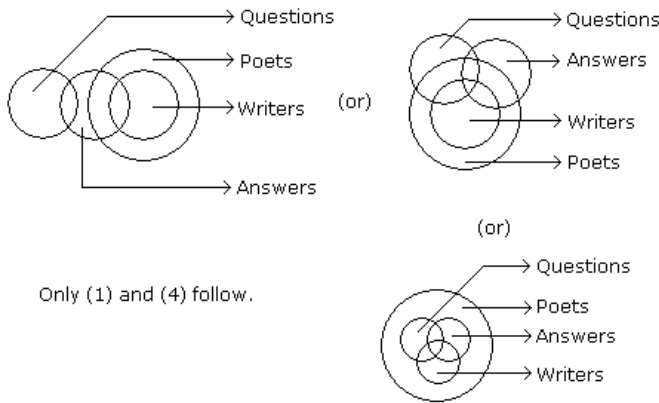 Questions
Poets
Writers
Answers
(or)
Questions
Answers
Writers
Poets
(or)
Only (1) and (4) follow.
Questions
Poets
Answers
Writers